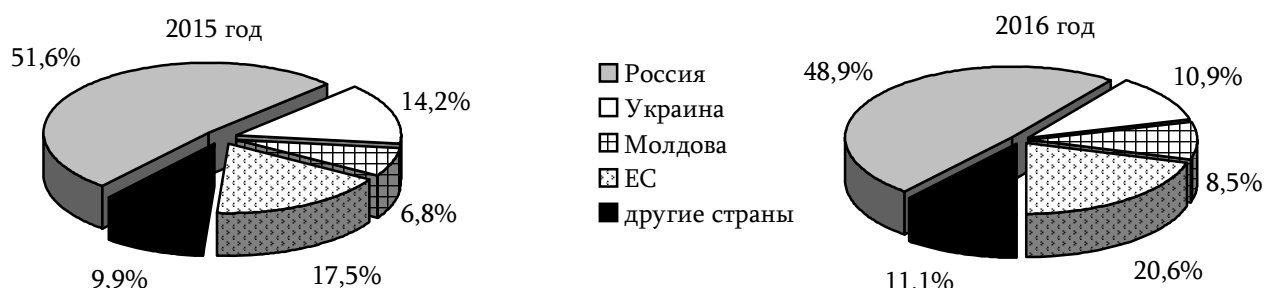 2015 год
51,6%
14,2%
6,8%
17,5%
9,9%
Россия
Украина
Молдова
ЕС
другие страны
2016 год
48,9%
10,9%
8,5%
20,6%
11,1%